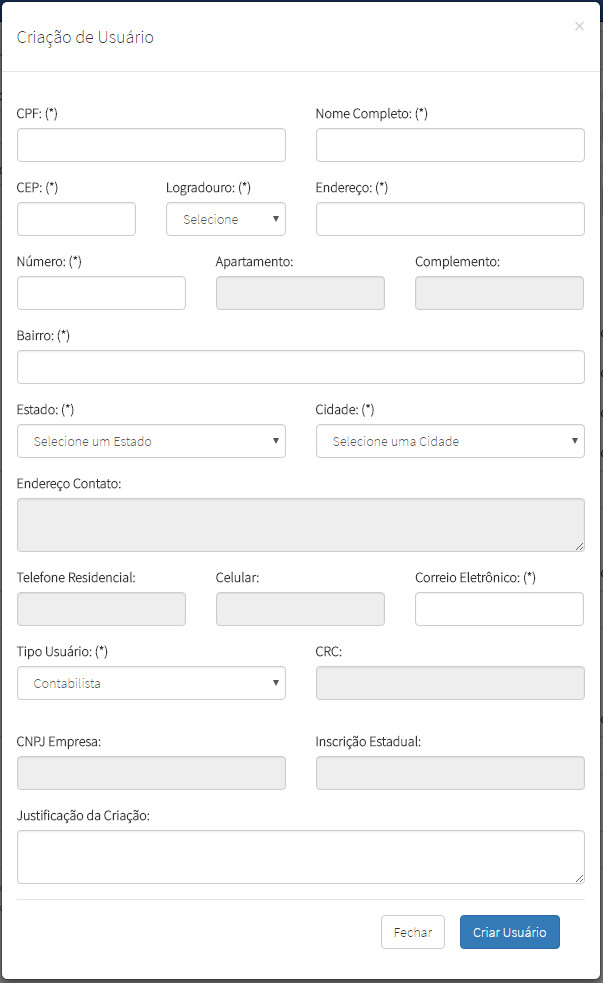 Criação de Usuário ×
CPF: (*) Nome Completo: (*)
CEP: (*) Logradouro: (*) Endereço: (*)
Selecione
Número: (*) Apartamento: Complemento:
Bairro: (*)
Estado: (*) Cidade: (*)
Selecione um Estado Selecione uma Cidade
Endereço Contato:
Telefone Residencial: Celular: Correio Eletrônico: (*)
Tipo Usuário: (*) CRC:
Contabilista
CNPJ Empresa: Inscrição Estadual:
Justificação da Criação:
Fechar Criar Usuário